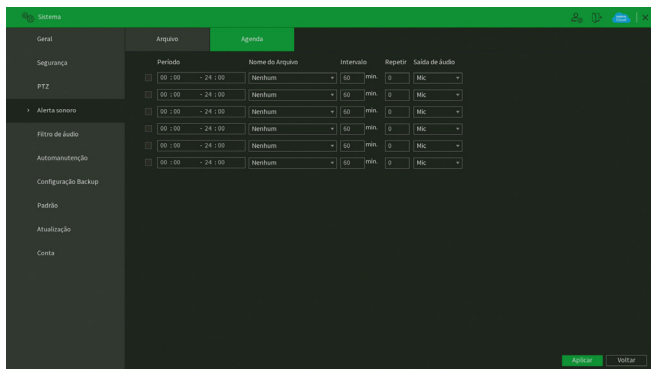 Sistema
Geral
Segurança
PTZ
Alerta sonoro
Filtro de áudio
Automanutenção
Configuração Backup
Padrão
Atualização
Conta
Arquivo Agenda
Período Nome do Arquivo Intervalo Repetir Saída de áudio
00 : 00 - 24 : 00 Nenhum 60 min. 0 Mic
00 : 00 - 24 : 00 Nenhum 60 min. 0 Mic
00 : 00 - 24 : 00 Nenhum 60 min. 0 Mic
00 : 00 - 24 : 00 Nenhum 60 min. 0 Mic
00 : 00 - 24 : 00 Nenhum 60 min. 0 Mic
00 : 00 - 24 : 00 Nenhum 60 min. 0 Mic
Aplicar Voltar